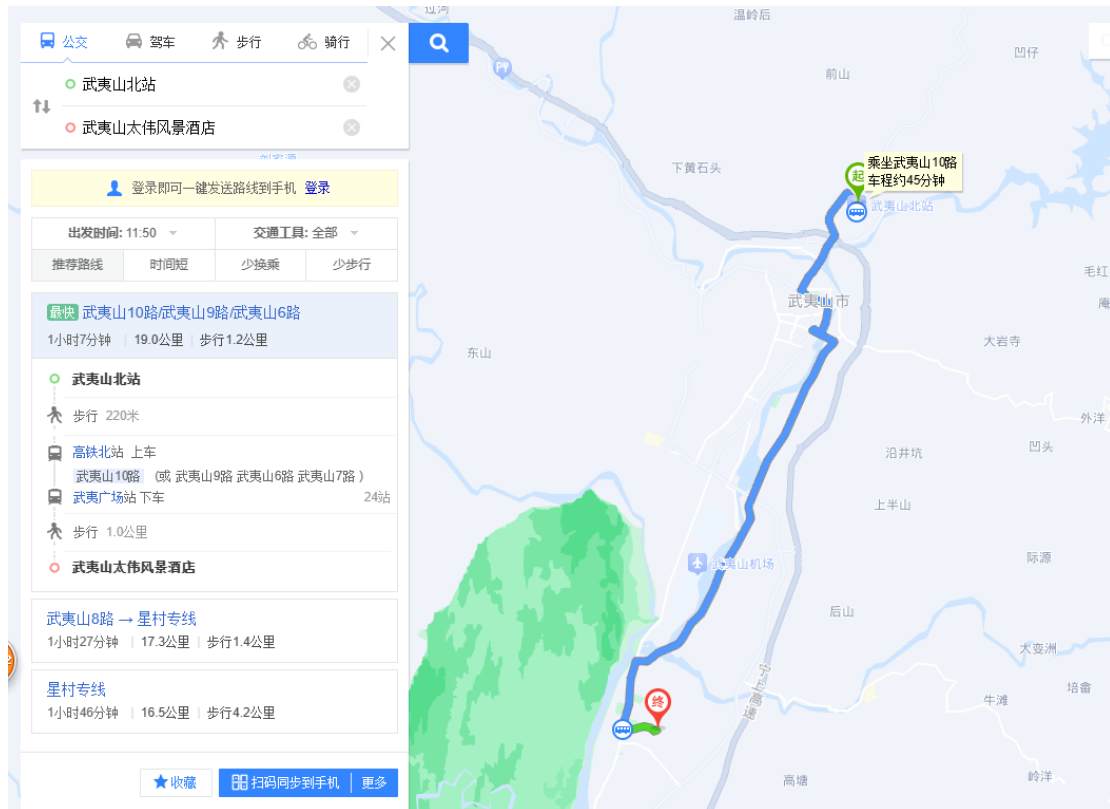 公交 驾车 步行 骑行
武夷山北站
武夷山太伟风景酒店
登录即可一键发送路线到手机 登录
出发时间: 11:50 交通工具: 全部
推荐路线 时间短 少换乘 少步行
最快 武夷山10路/武夷山9路/武夷山6路
1小时7分钟 19.0公里 步行1.2公里
武夷山北站
步行 220米
高铁北站 上车
武夷山10路 (或 武夷山9路 武夷山6路 武夷山7路 )
武夷广场站 下车 24站
步行 1.0公里
武夷山太伟风景酒店
武夷山8路 → 星村专线
1小时27分钟 17.3公里 步行1.4公里
星村专线
1小时46分钟 16.5公里 步行4.2公里
收藏 扫码同步到手机 更多
过河
温岭后
凹仔
前山
下黄石头
起
乘坐武夷山10路
车程约45分钟
武夷山北站
毛红
武夷山市
庵
东山
大岩寺
外洋
凹头
沿井坑
上半山
武夷山机场
际源
后山
大变洲
宁上高速
培畲
牛滩
终
高塘
岭洋